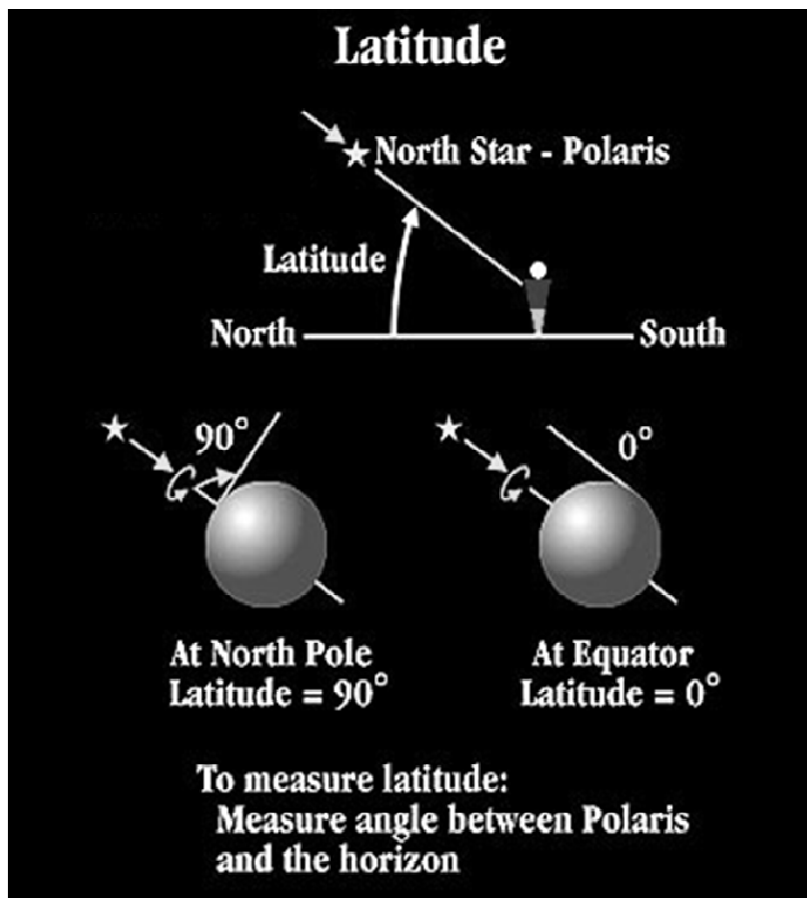 Latitude
North Star - Polaris
Latitude
North
South
90°
0°
At North Pole
Latitude = 90°
At Equator
Latitude = 0°
To measure latitude:
Measure angle between Polaris
and the horizon